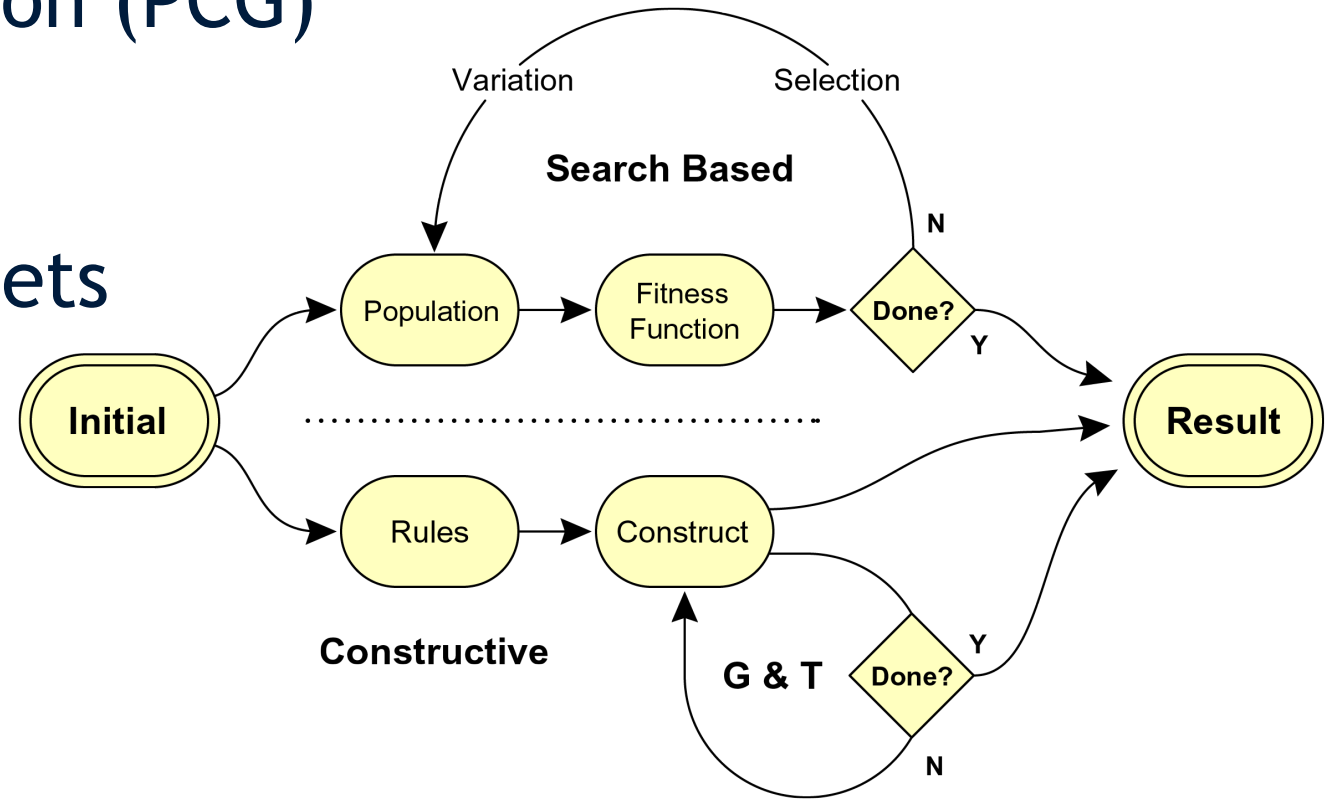 on (PCG)
Variation
Selection
Search Based
N
ets
Population
Fitness
Function
Done?
Y
Initial
Result
Rules
Construct
Constructive
G & T
Done?
Y
N